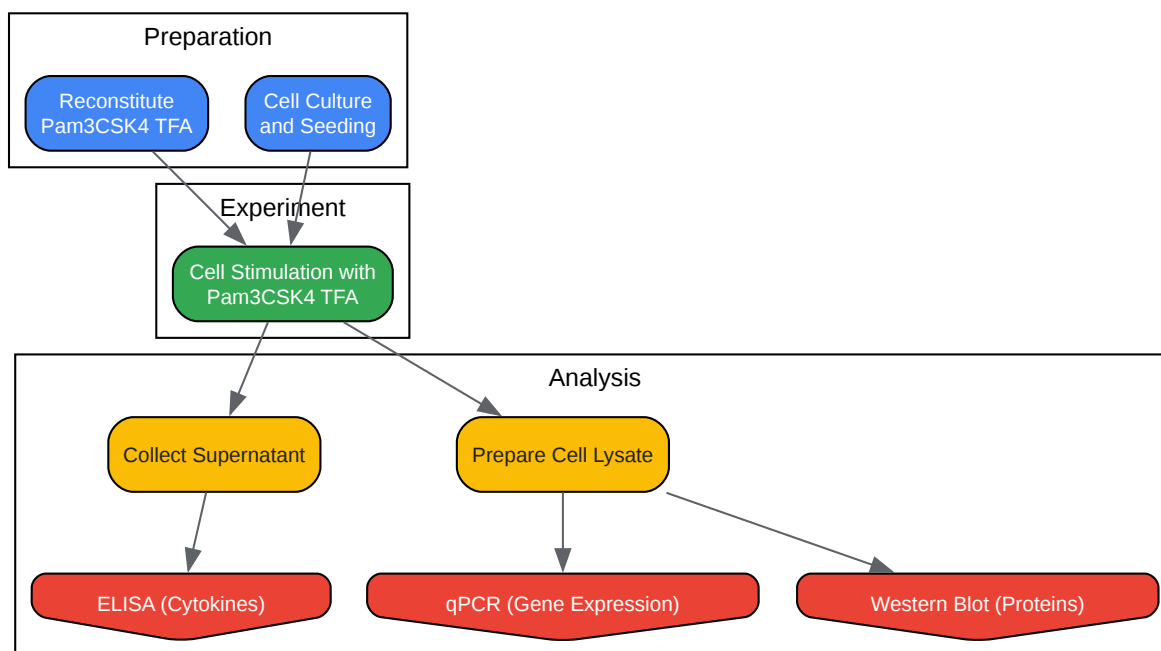 Preparation
Reconstitute
Pam3CSK4 TFA
Cell Culture
and Seeding
Experiment
Cell Stimulation with
Pam3CSK4 TFA
Analysis
Collect Supernatant
Prepare Cell Lysate
ELISA (Cytokines)
qPCR (Gene Expression)
Western Blot (Proteins)